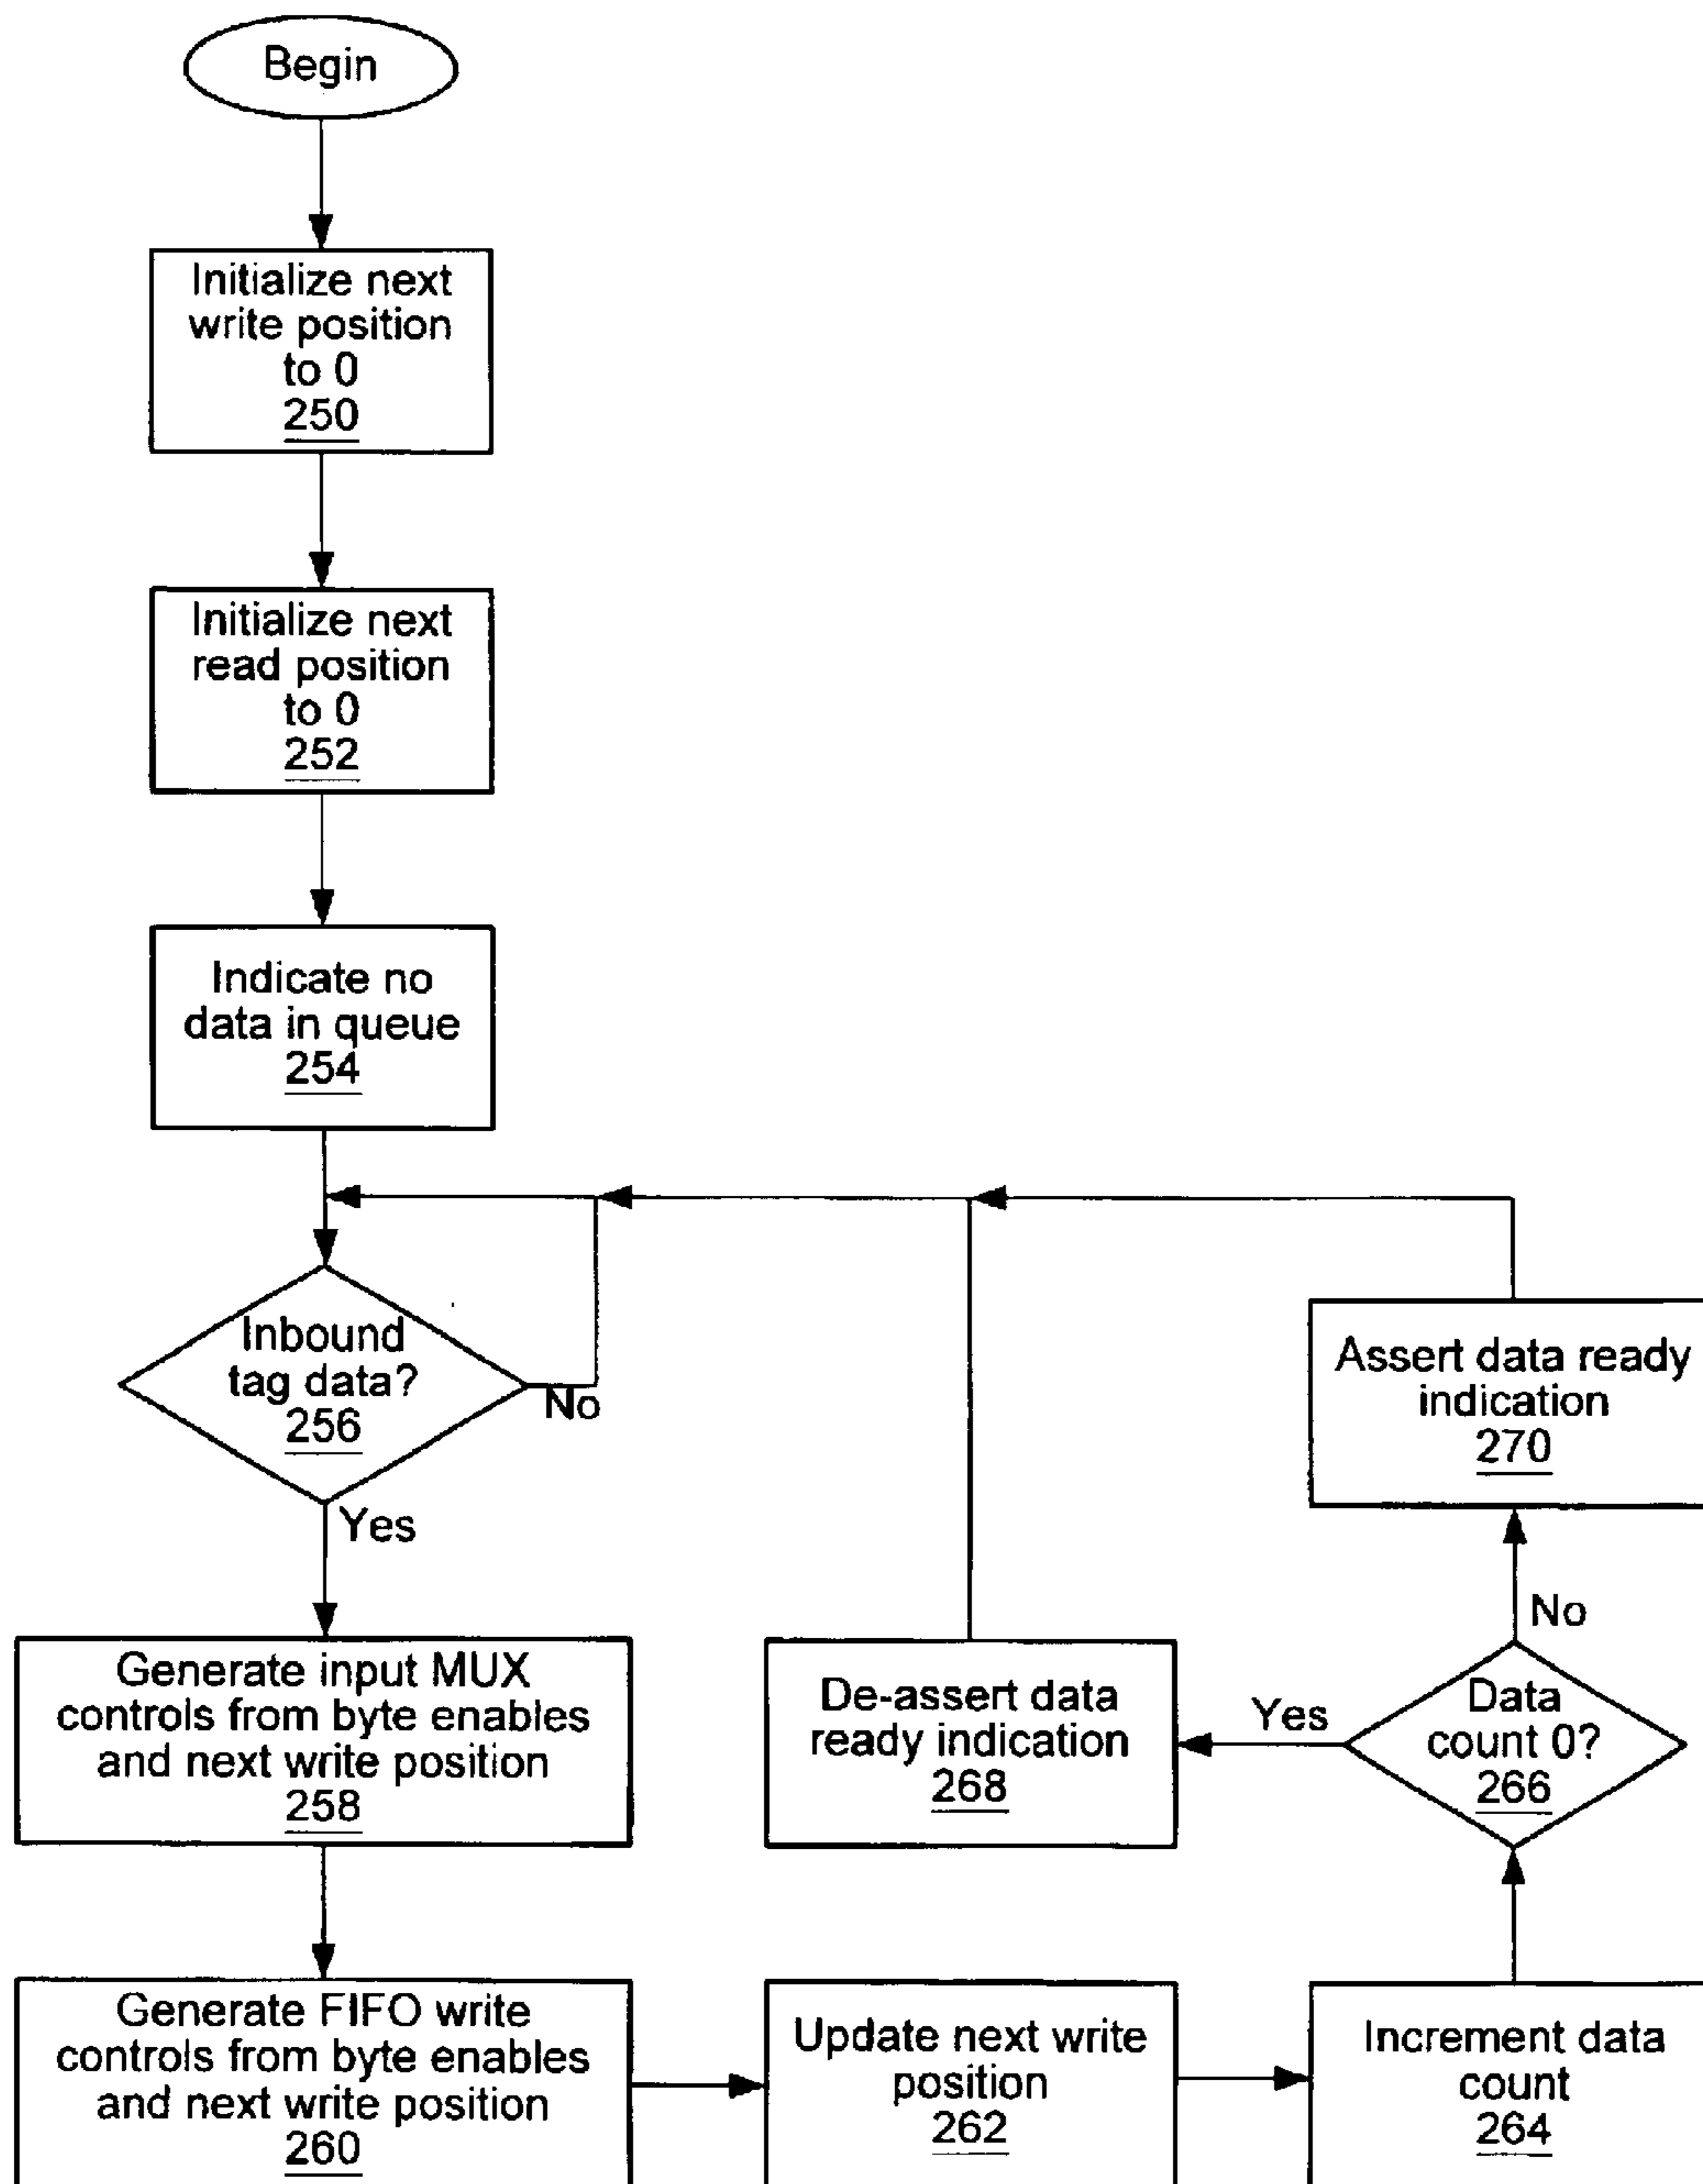 Begin
Initialize next
write position
to 0
250
Initialize next
read position
to 0
252
Indicate no
data in queue
254
Inbound
tag data?
256
No
Yes
Generate input MUX
controls from byte enables
and next write position
258
Generate FIFO write
controls from byte enables
and next write position
260
Update next write
position
262
Increment data
count
264
Data
count 0?
266
Yes
No
De-assert data
ready indication
268
Assert data ready
indication
270